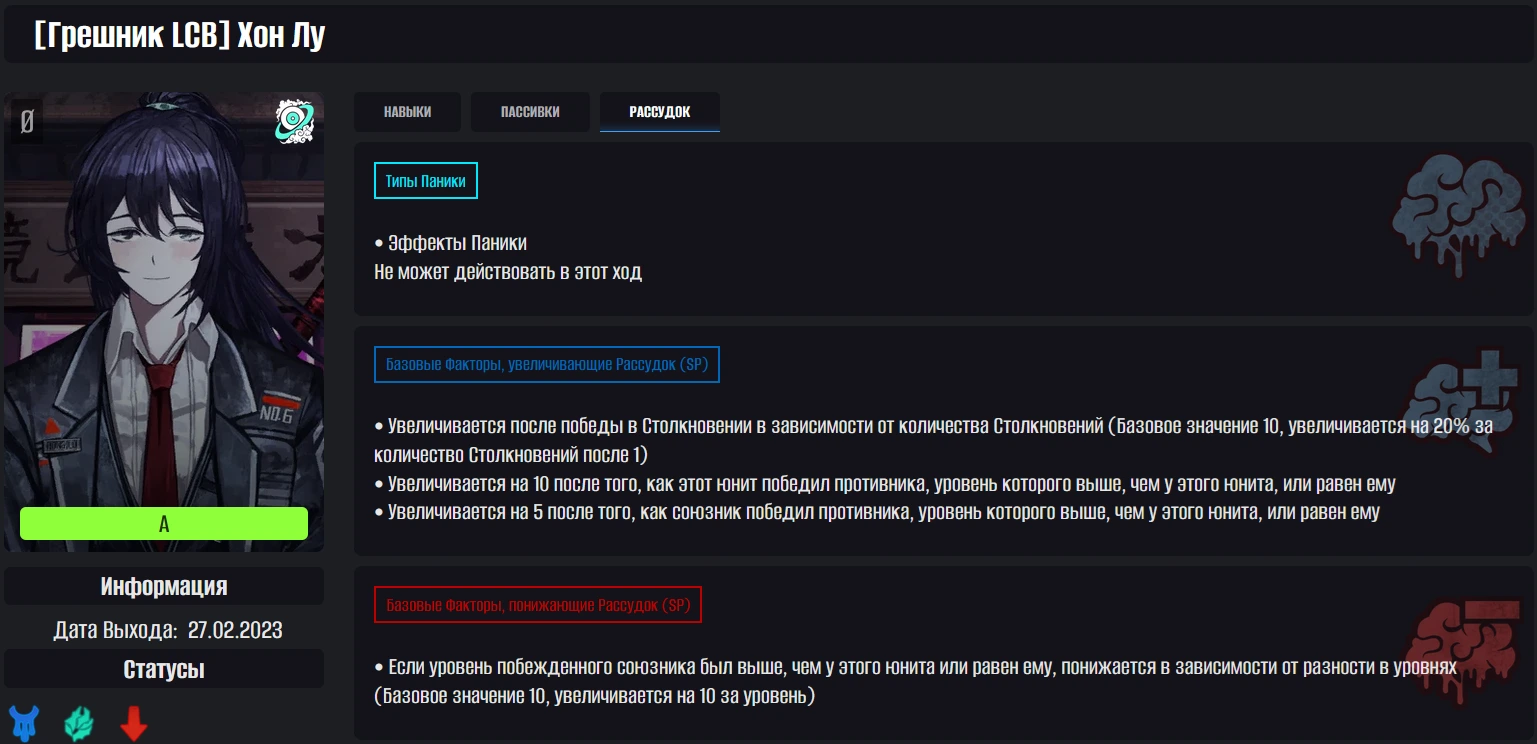 [Грешник LCB] Хон Лу
НАВЫКИ
ПАССИВКИ
РАССУДОК
NO.6
A
Информация
Дата Выхода: 27.02.2023
Статусы
Типы Паники
• Эффекты Паники
Не может действовать в этот ход
Базовые Факторы, увеличивающие Рассудок (SP)
• Увеличивается после победы в Столкновении в зависимости от количества Столкновений (Базовое значение 10, увеличивается на 20% за
количество Столкновений после 1)
• Увеличивается на 10 после того, как этот юнит победил противника, уровень которого выше, чем у этого юнита, или равен ему
• Увеличивается на 5 после того, как союзник победил противника, уровень которого выше, чем у этого юнита, или равен ему
Базовые Факторы, понижающие Рассудок (SP)
• Если уровень побежденного союзника был выше, чем у этого юнита или равен ему, понижается в зависимости от разности в уровнях
(Базовое значение 10, увеличивается на 10 за уровень)